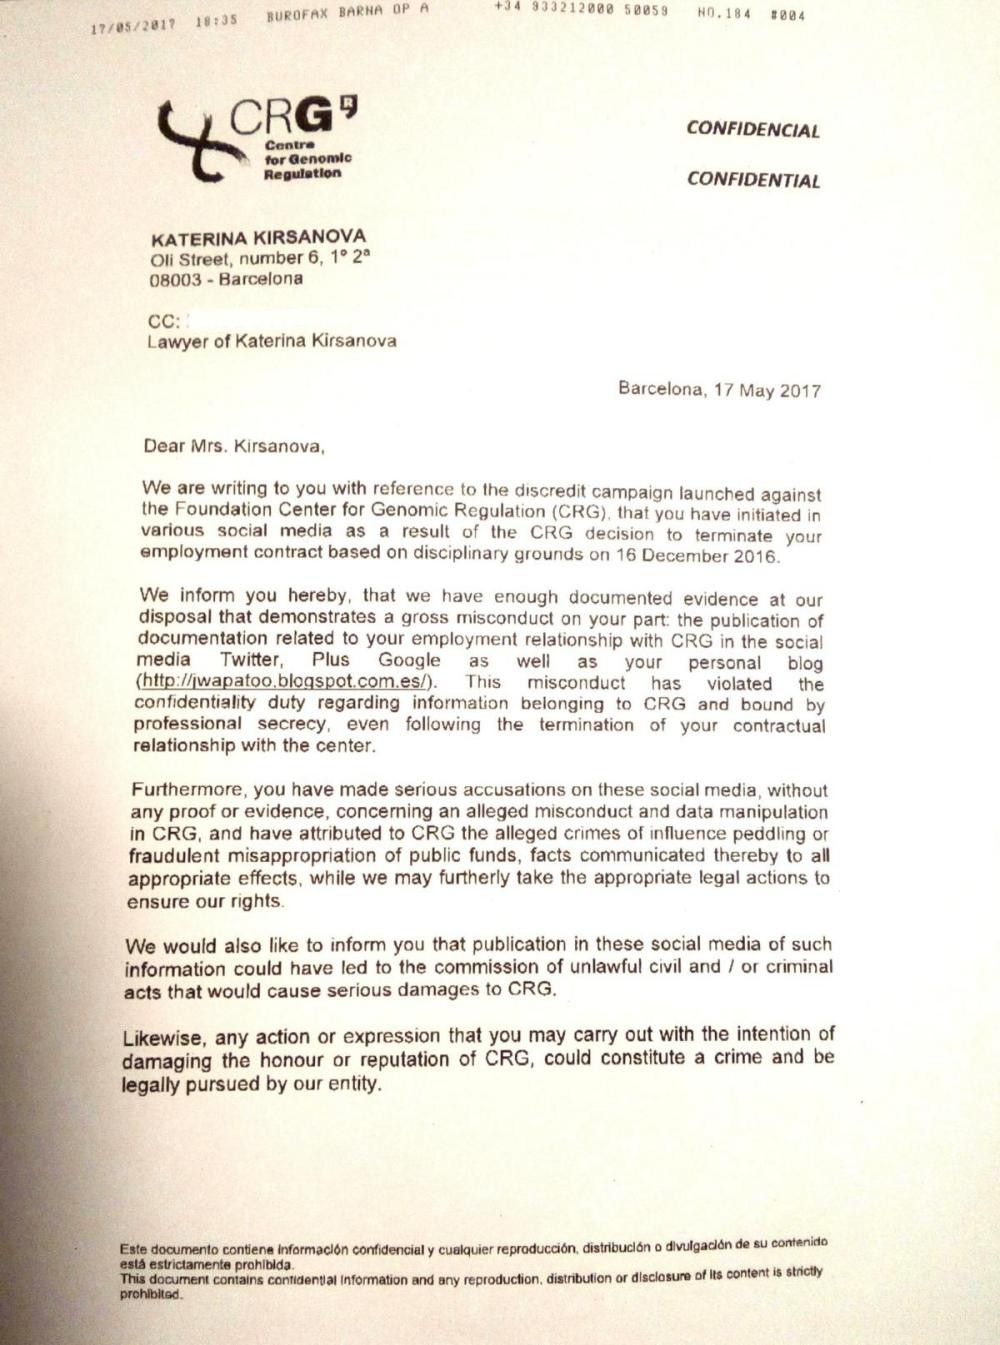 17/05/2017 18:35 BUROFAX BARNA OP A +34 933212000 50059 NO.184 #004
CRG
R
Centre
for Genomic
Regulation
CONFIDENCIAL
CONFIDENTIAL
KATERINA KIRSANOVA
Oli Street, number 6, 1º 2ª
08003 - Barcelona
CC:
Lawyer of Katerina Kirsanova
Barcelona, 17 May 2017
Dear Mrs. Kirsanova,
We are writing to you with reference to the discredit campaign launched against
the Foundation Center for Genomic Regulation (CRG), that you have initiated in
various social media as a result of the CRG decision to terminate your
employment contract based on disciplinary grounds on 16 December 2016.
We inform you hereby, that we have enough documented evidence at our
disposal that demonstrates a gross misconduct on your part: the publication of
documentation related to your employment relationship with CRG in the social
media Twitter, Plus Google as well as your personal blog
(http://jwapatoo.blogspot.com.es/). This misconduct has violated the
confidentiality duty regarding information belonging to CRG and bound by
professional secrecy, even following the termination of your contractual
relationship with the center.
Furthermore, you have made serious accusations on these social media, without
any proof or evidence, concerning an alleged misconduct and data manipulation
in CRG, and have attributed to CRG the alleged crimes of influence peddling or
fraudulent misappropriation of public funds, facts communicated thereby to all
appropriate effects, while we may furtherly take the appropriate legal actions to
ensure our rights.
We would also like to inform you that publication in these social media of such
information could have led to the commission of unlawful civil and / or criminal
acts that would cause serious damages to CRG.
Likewise, any action or expression that you may carry out with the intention of
damaging the honour or reputation of CRG, could constitute a crime and be
legally pursued by our entity.
Este documento contiene información confidencial y cualquier reproducción, distribución o divulgación de su contenido
está estrictamente prohibida.
This document contains confidential information and any reproduction, distribution or disclosure of its content is strictly
prohibited.